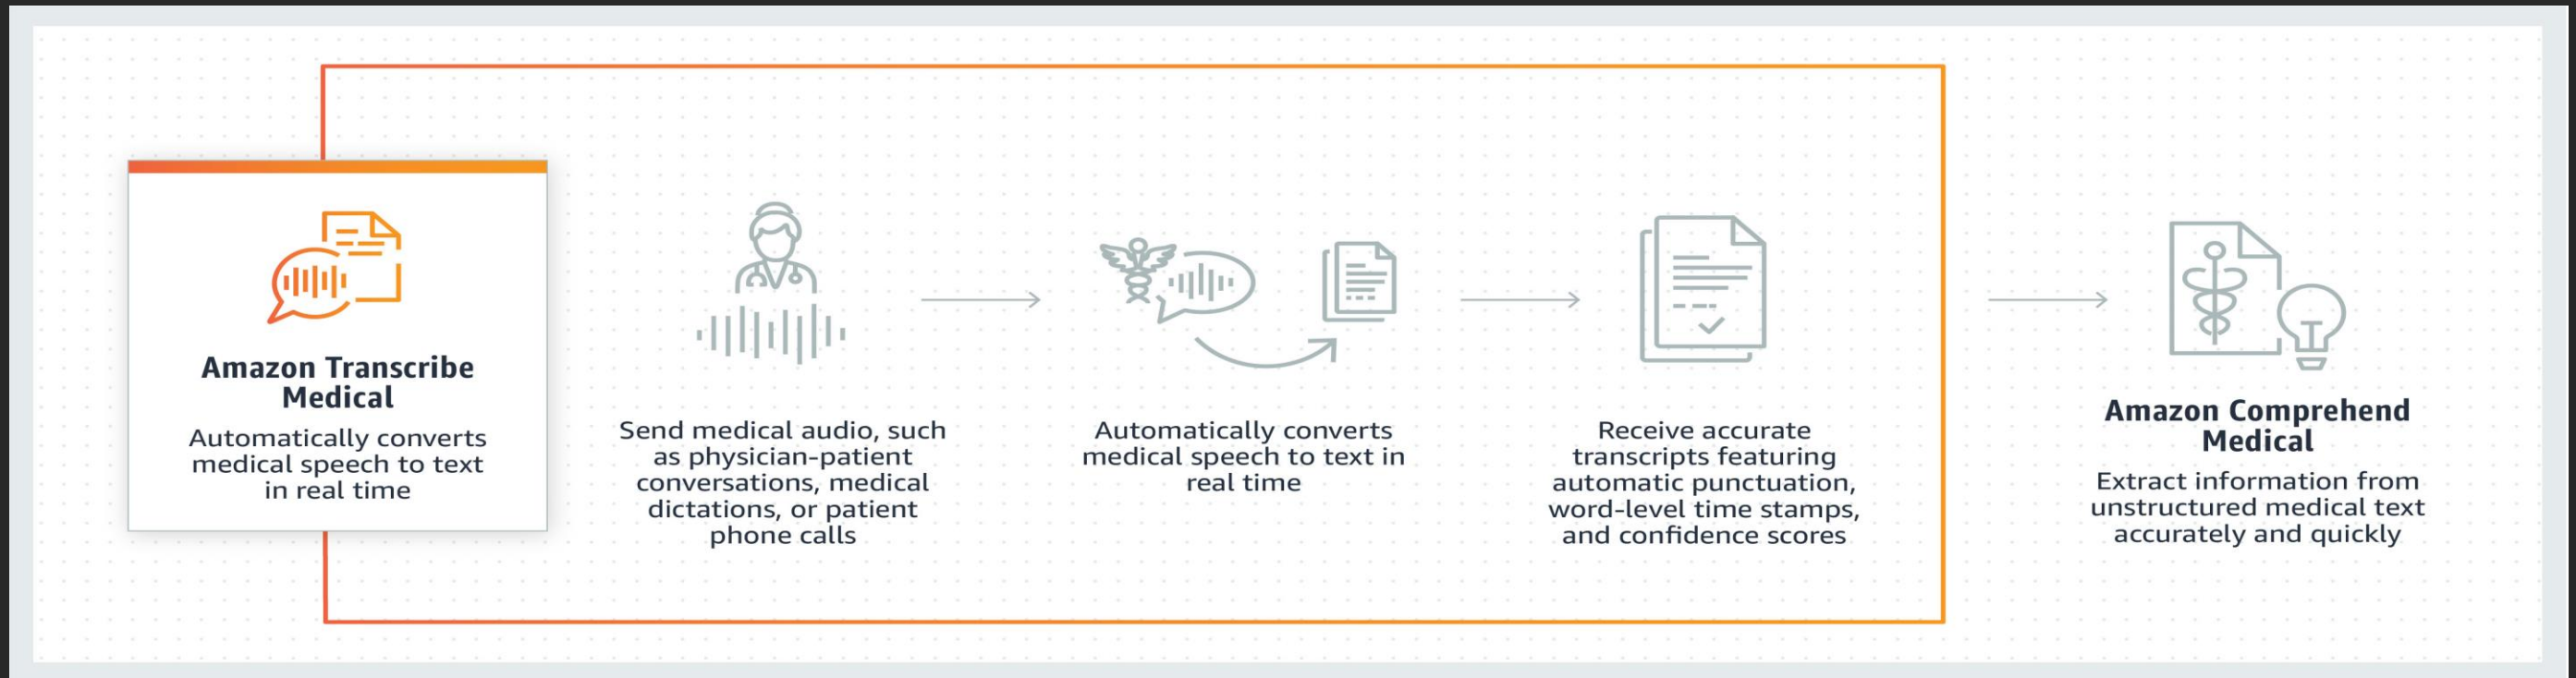 Amazon Transcribe
Medical
Automatically converts
medical speech to text
in real time
Send medical audio, such
as physician-patient
conversations, medical
dictations, or patient
phone calls
Automatically converts
medical speech to text in
real time
Receive accurate
transcripts featuring
automatic punctuation,
word-level time stamps,
and confidence scores
Amazon Comprehend
Medical
Extract information from
unstructured medical text
accurately and quickly